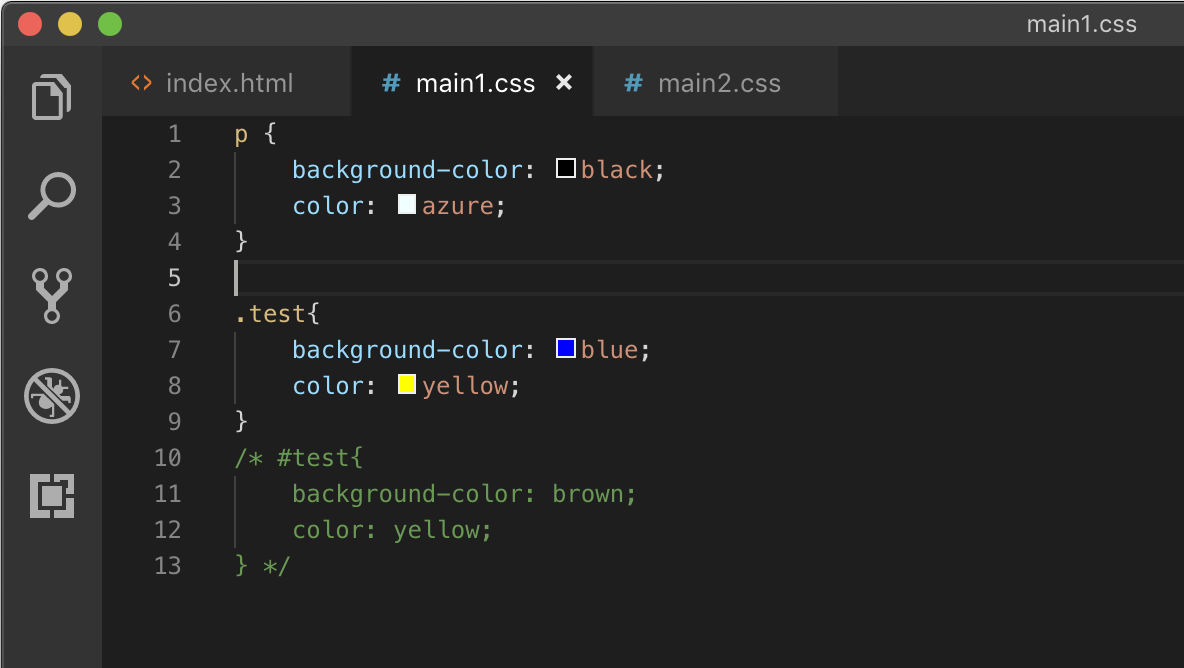 main1.css
<> index.html # main1.css × # main2.css
1 p {
2     background-color: black;
3     color: azure;
4 }
5
6 .test{
7     background-color: blue;
8     color: yellow;
9 }
10 /* #test{
11     background-color: brown;
12     color: yellow;
13 } */